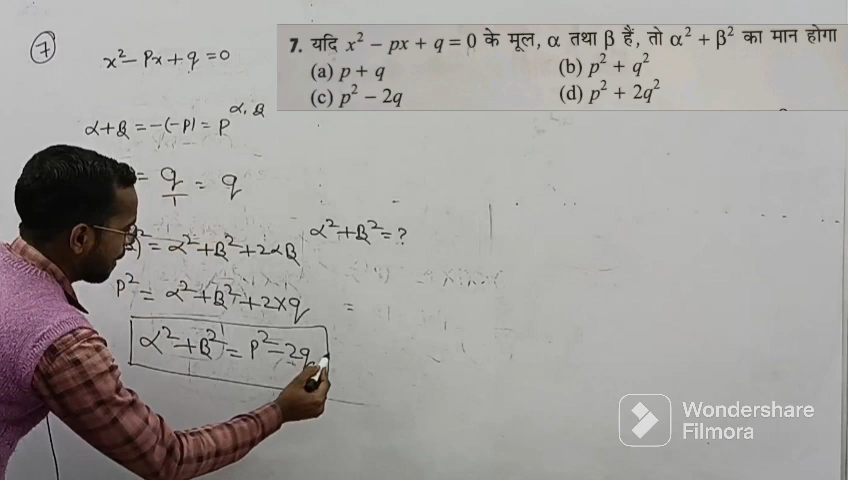 7
x² - Px + q = 0
7. यदि x² – px + q = 0 के मूल, α तथा β हैं, तो α² + β² का मान होगा
(a) p + q
(b) p² + q²
(c) p² – 2q
(d) p² + 2q²
α, β
α+β = -(-P) = P
= q/1 = q
)² = α²+β²+2αβ
α²+β² = ?
P² = α²+β²+2×q
α²+β² = P²-2q
Wondershare
Filmora